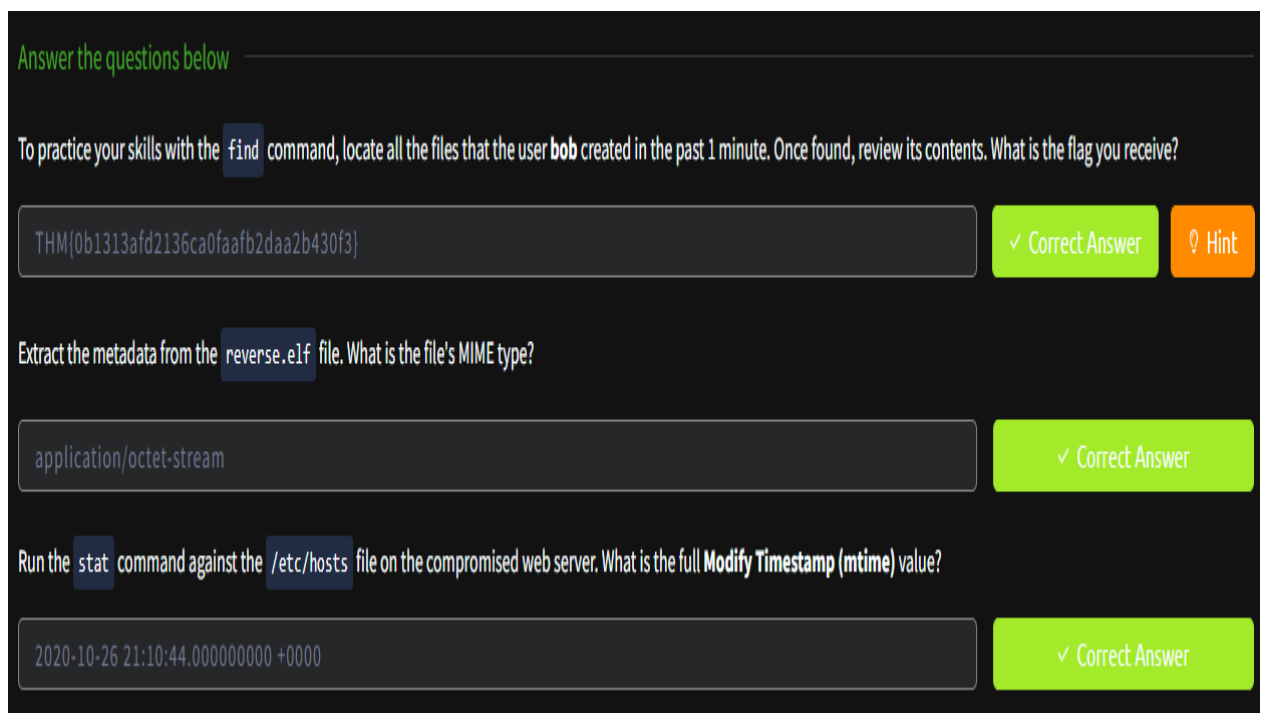 Answer the questions below
To practice your skills with the find command, locate all the files that the user bob created in the past 1 minute. Once found, review its contents. What is the flag you receive?
THM{0b1313afd2136ca0faafb2daa2b430f3}
✓ Correct Answer
Hint
Extract the metadata from the reverse.elf file. What is the file's MIME type?
application/octet-stream
✓ Correct Answer
Run the stat command against the /etc/hosts file on the compromised web server. What is the full Modify Timestamp (mtime) value?
2020-10-26 21:10:44.000000000 +0000
✓ Correct Answer